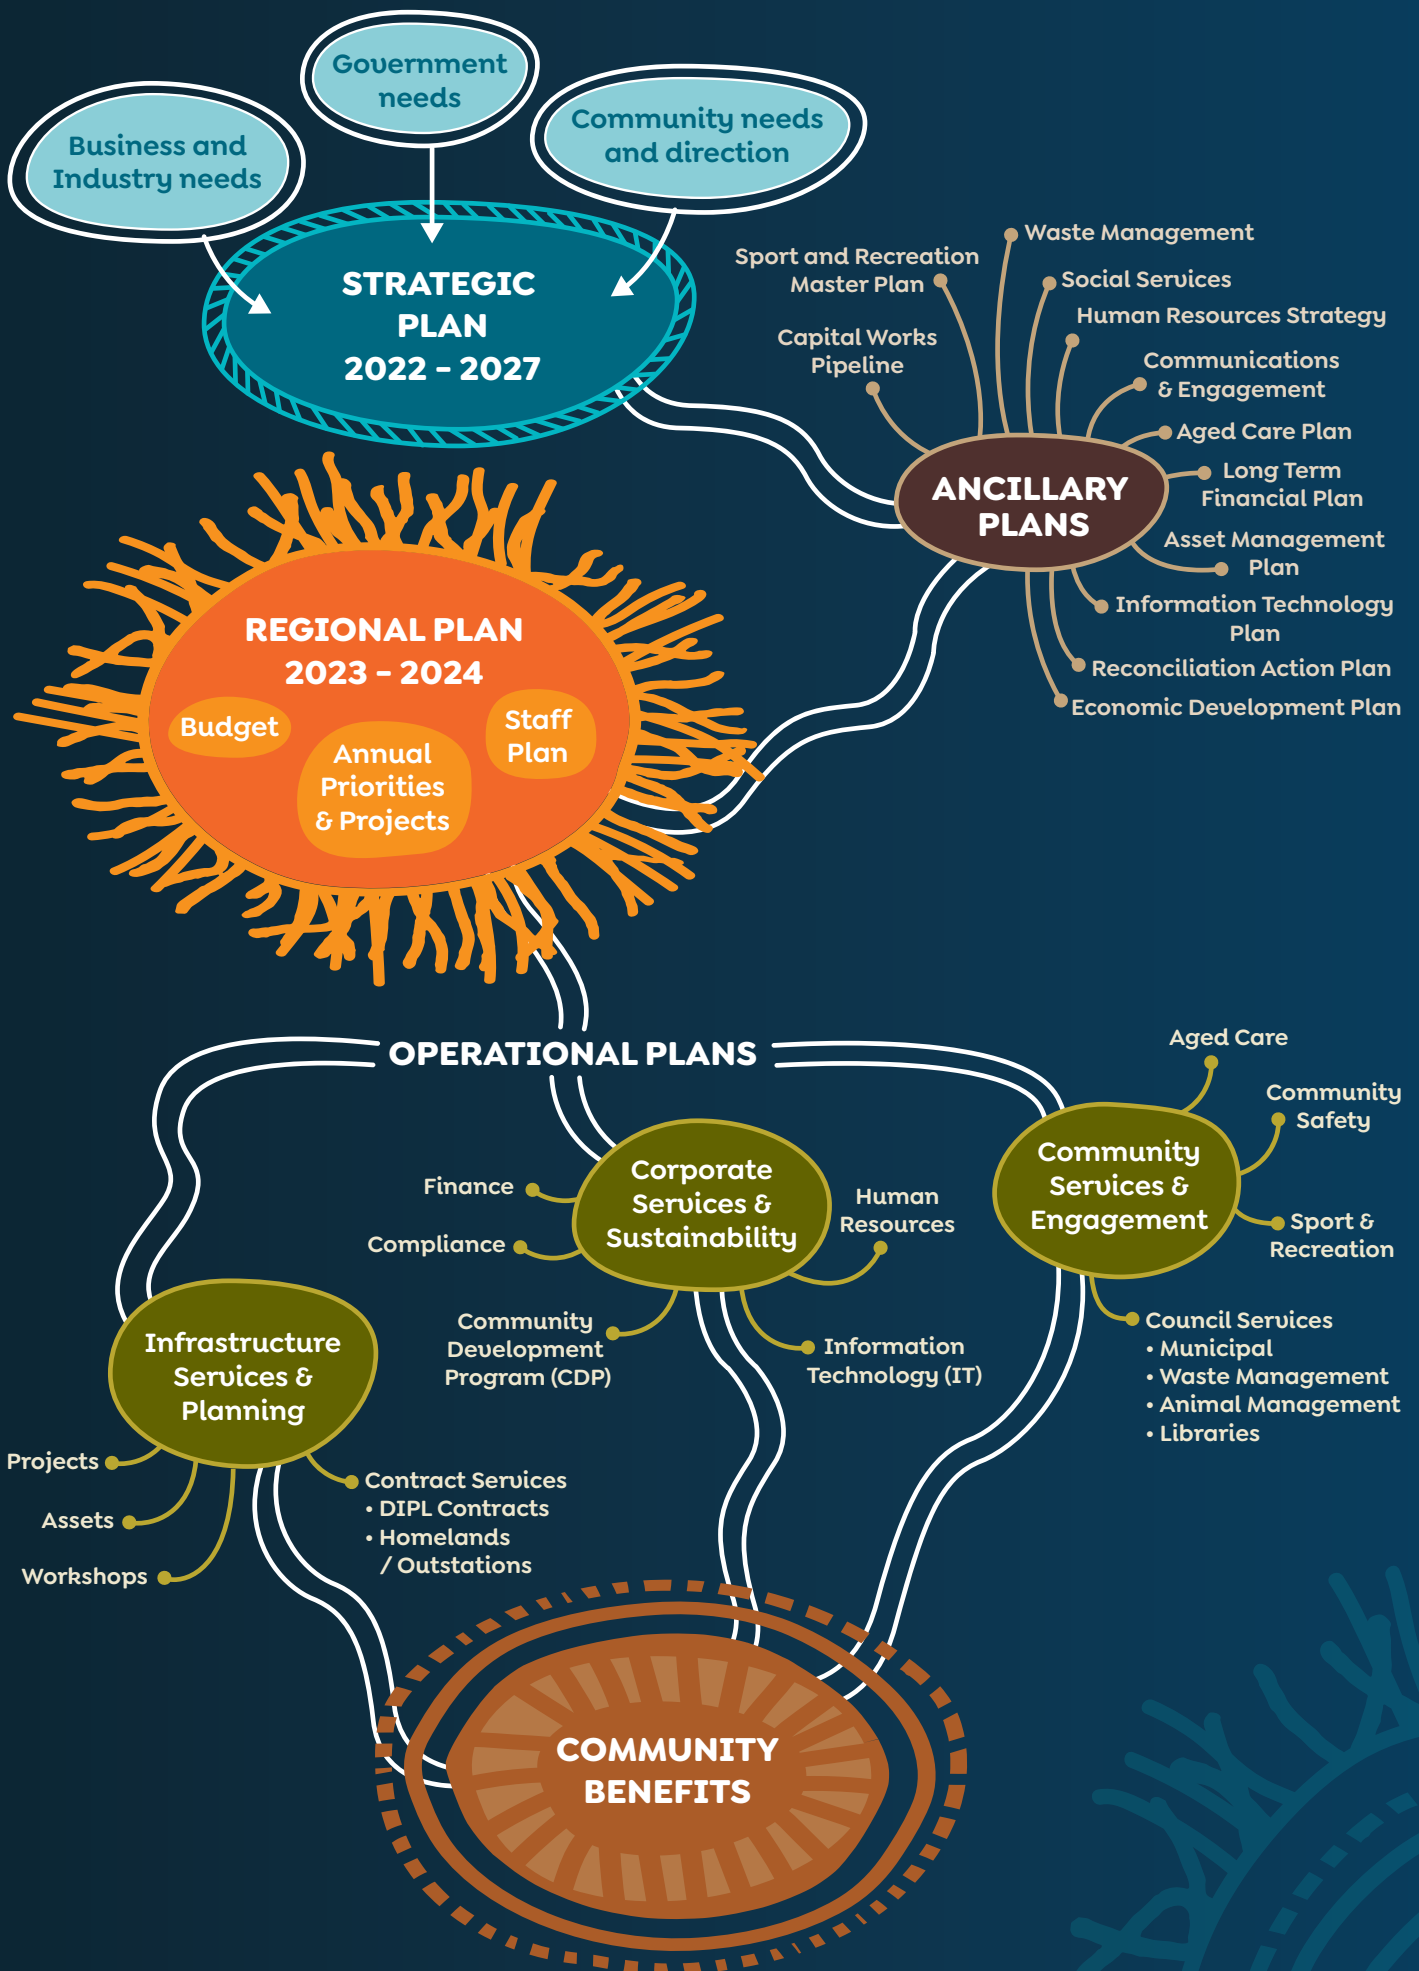 Government
needs
Business and
Industry needs
Community needs
and direction
STRATEGIC
PLAN
2022 – 2027
Waste Management
Sport and Recreation
Master Plan
Social Services
Human Resources Strategy
Capital Works
Pipeline
Communications
& Engagement
Aged Care Plan
Long Term
Financial Plan
ANCILLARY
PLANS
Asset Management
Plan
Information Technology
Plan
Reconciliation Action Plan
Economic Development Plan
REGIONAL PLAN
2023 – 2024
Budget
Annual
Priorities
& Projects
Staff
Plan
OPERATIONAL PLANS
Aged Care
Community
Safety
Community
Services &
Engagement
Sport &
Recreation
Council Services
• Municipal
• Waste Management
• Animal Management
• Libraries
Corporate
Services &
Sustainability
Finance
Compliance
Human
Resources
Community
Development
Program (CDP)
Information
Technology (IT)
Infrastructure
Services &
Planning
Projects
Assets
Workshops
Contract Services
• DIPL Contracts
• Homelands
/ Outstations
COMMUNITY
BENEFITS